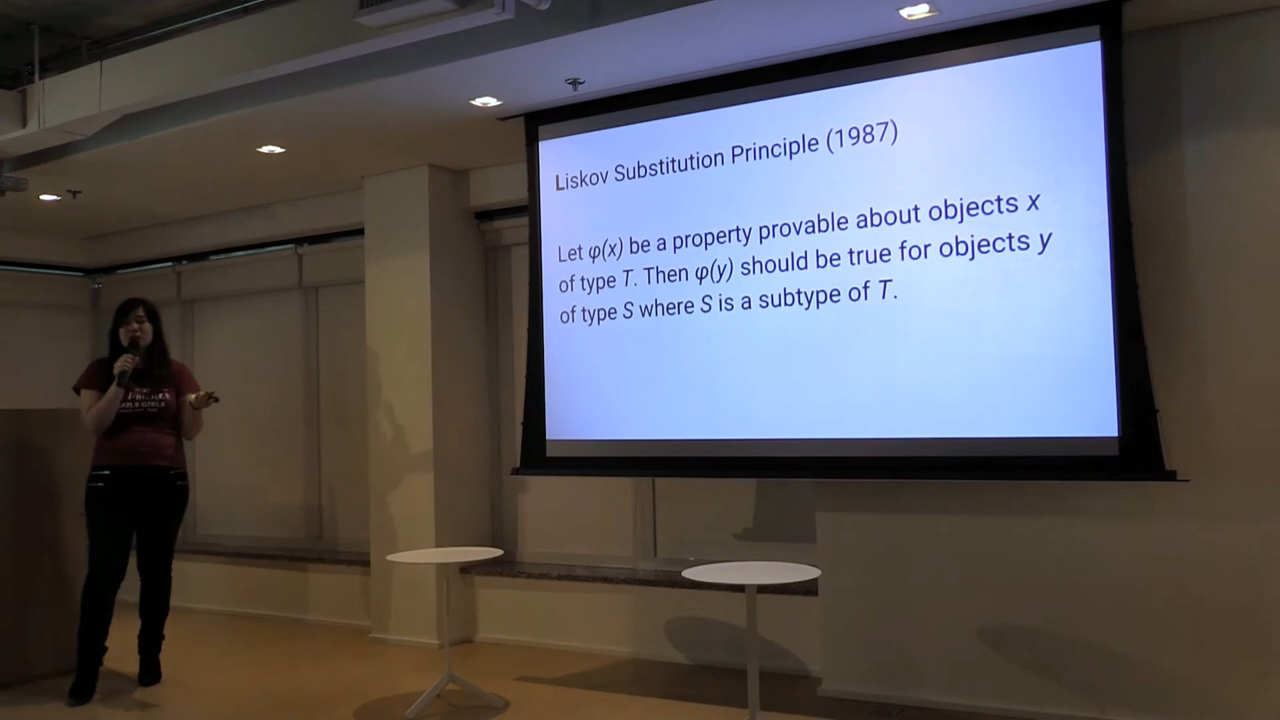 Liskov Substitution Principle (1987)
Let φ(x) be a property provable about objects x
of type T. Then φ(y) should be true for objects y
of type S where S is a subtype of T.